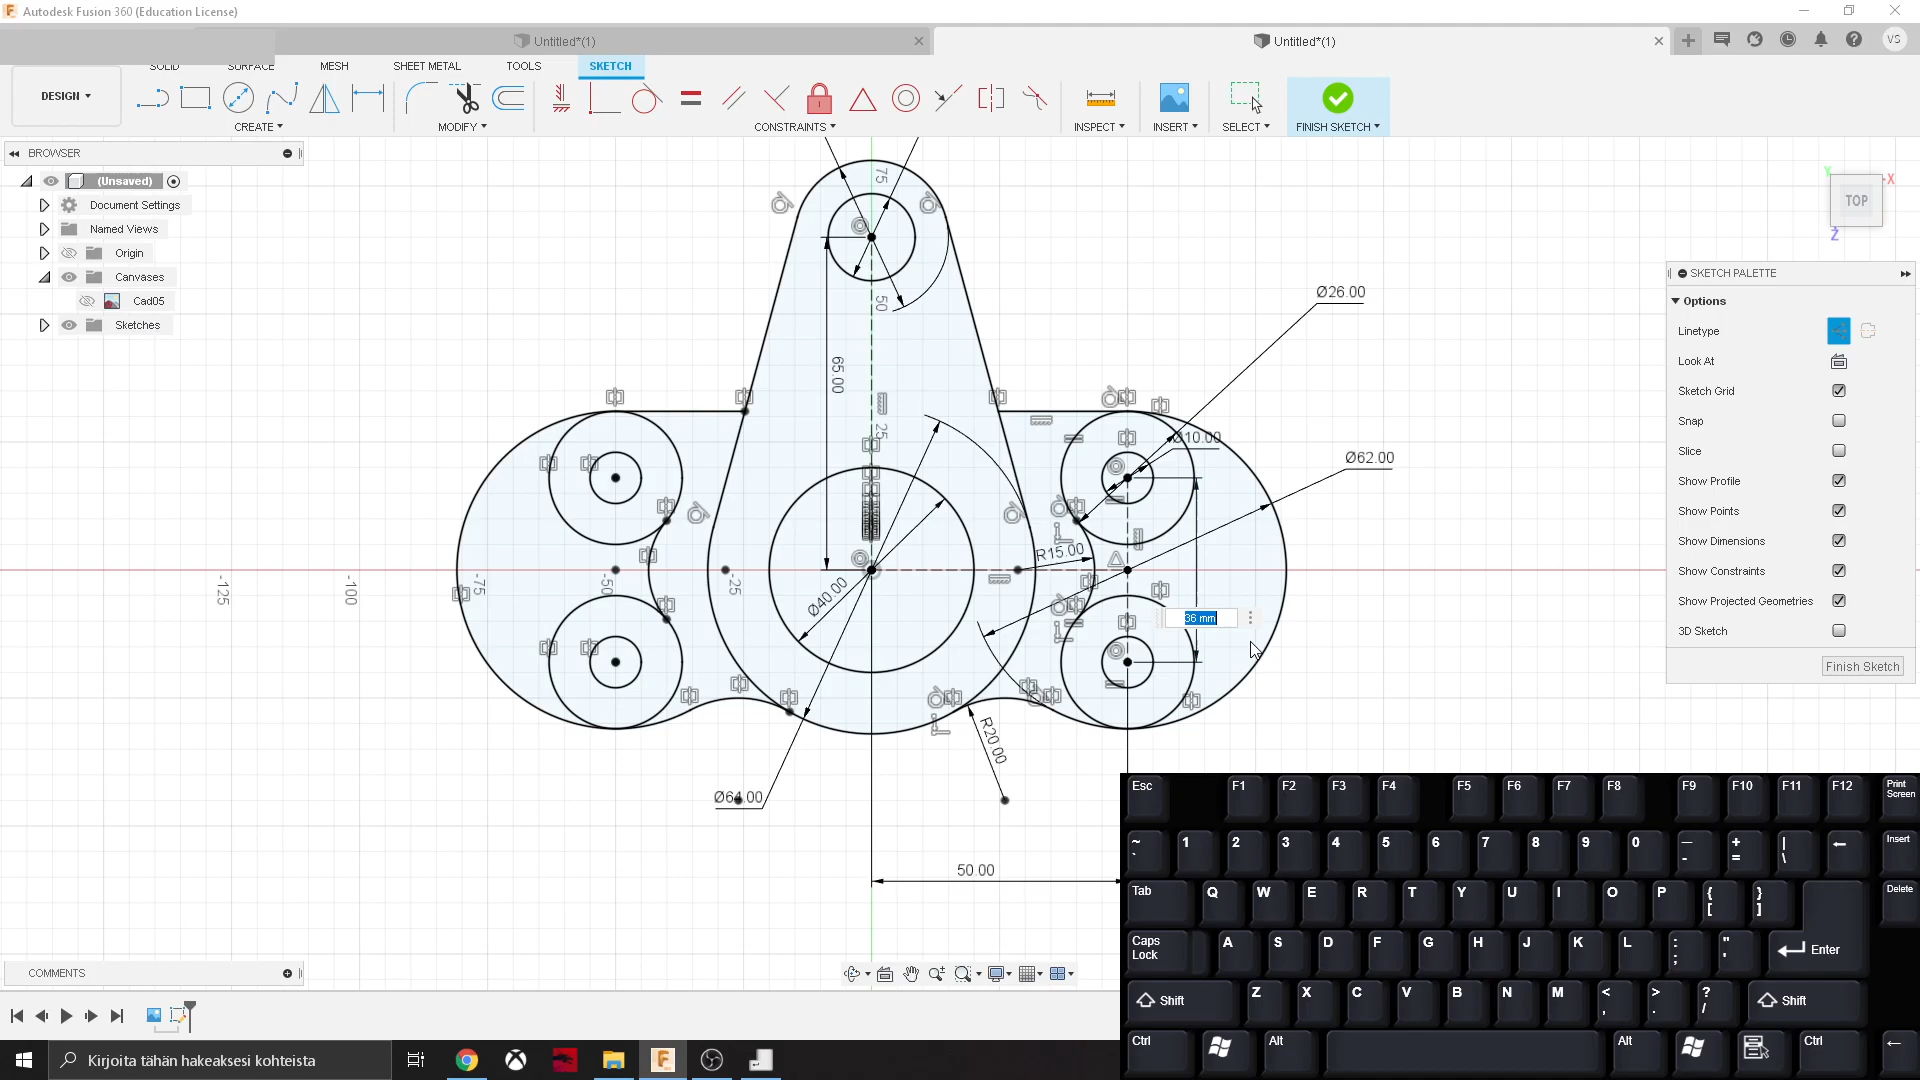 Autodesk Fusion 360 (Education License)
Untitled*(1)
Untitled*(1)
VS
SOLID SURFACE MESH SHEET METAL TOOLS SKETCH
DESIGN
CREATE MODIFY CONSTRAINTS INSPECT INSERT SELECT FINISH SKETCH
BROWSER
(Unsaved)
Document Settings
Named Views
Origin
Canvases
Cad05
Sketches
TOP
X
Y
Z
SKETCH PALETTE
Options
Linetype
Look At
Sketch Grid
Snap
Slice
Show Profile
Show Points
Show Dimensions
Show Constraints
Show Projected Geometries
3D Sketch
Finish Sketch
75
50
25
65.00
Ø26.00
Ø10.00
Ø62.00
R15.00
Ø40.00
-125
-100
-75
-50
-25
36 mm
R20.00
Ø64.00
50.00
COMMENTS
Kirjoita tähän hakeaksesi kohteista
Esc F1 F2 F3 F4 F5 F6 F7 F8 F9 F10 F11 F12 Print Screen
~ ` 1 2 3 4 5 6 7 8 9 0 — - + = | \ Insert
Tab Q W E R T Y U I O P { [ } ] Delete
Caps Lock A S D F G H J K L : ; " ' Enter
Shift Z X C V B N M < , > . ? / Shift
Ctrl Alt Alt Ctrl